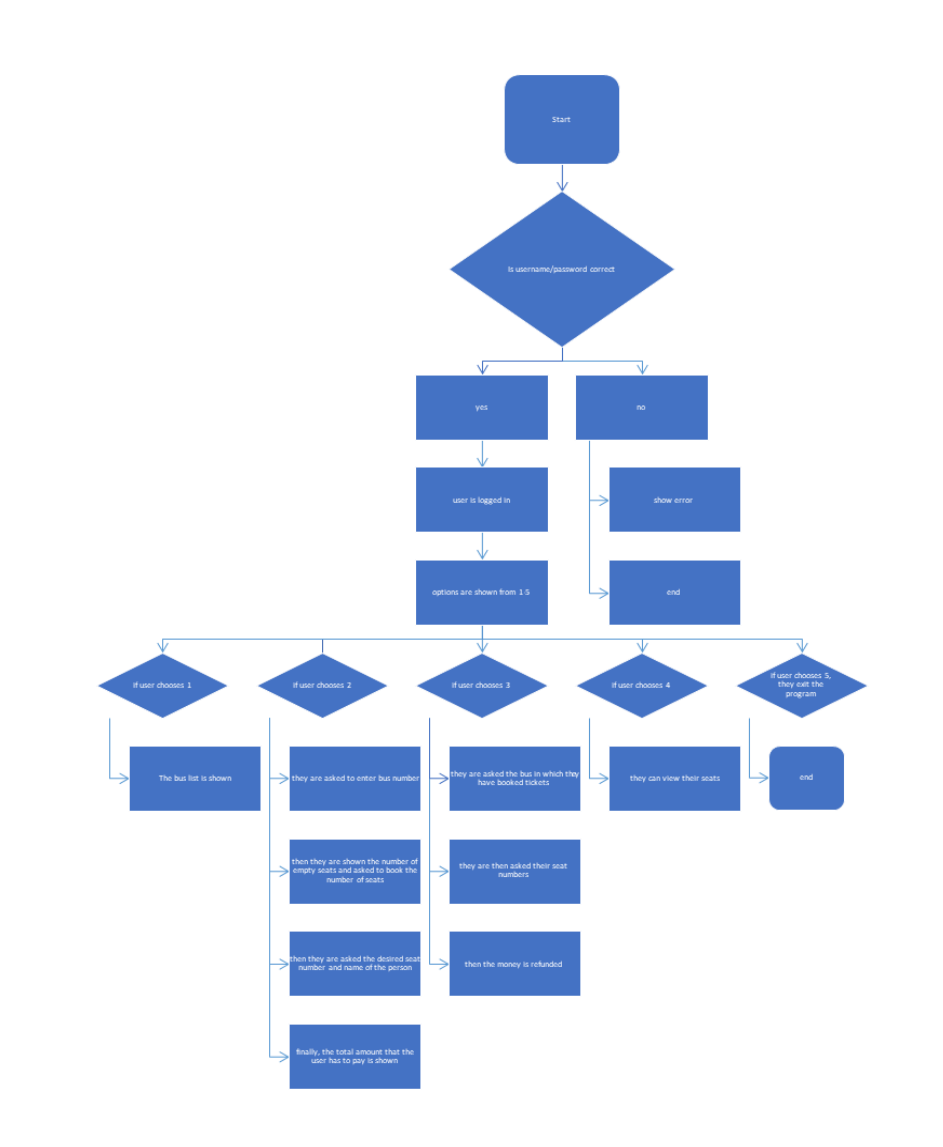 Start
Is username/password correct
yes
no
user is logged in
show error
options are shown from 1-5
end
If user chooses 1
If user chooses 2
If user chooses 3
If user chooses 4
If user chooses 5,
they exit the
program
The bus list is shown
they are asked to enter bus number
they are asked the bus in which they
have booked tickets
they can view their seats
end
then they are shown the number of
empty seats and asked to book the
number of seats
they are then asked their seat
numbers
then they are asked the desired seat
number and name of the person
then the money is refunded
finally, the total amount that the
user has to pay is shown